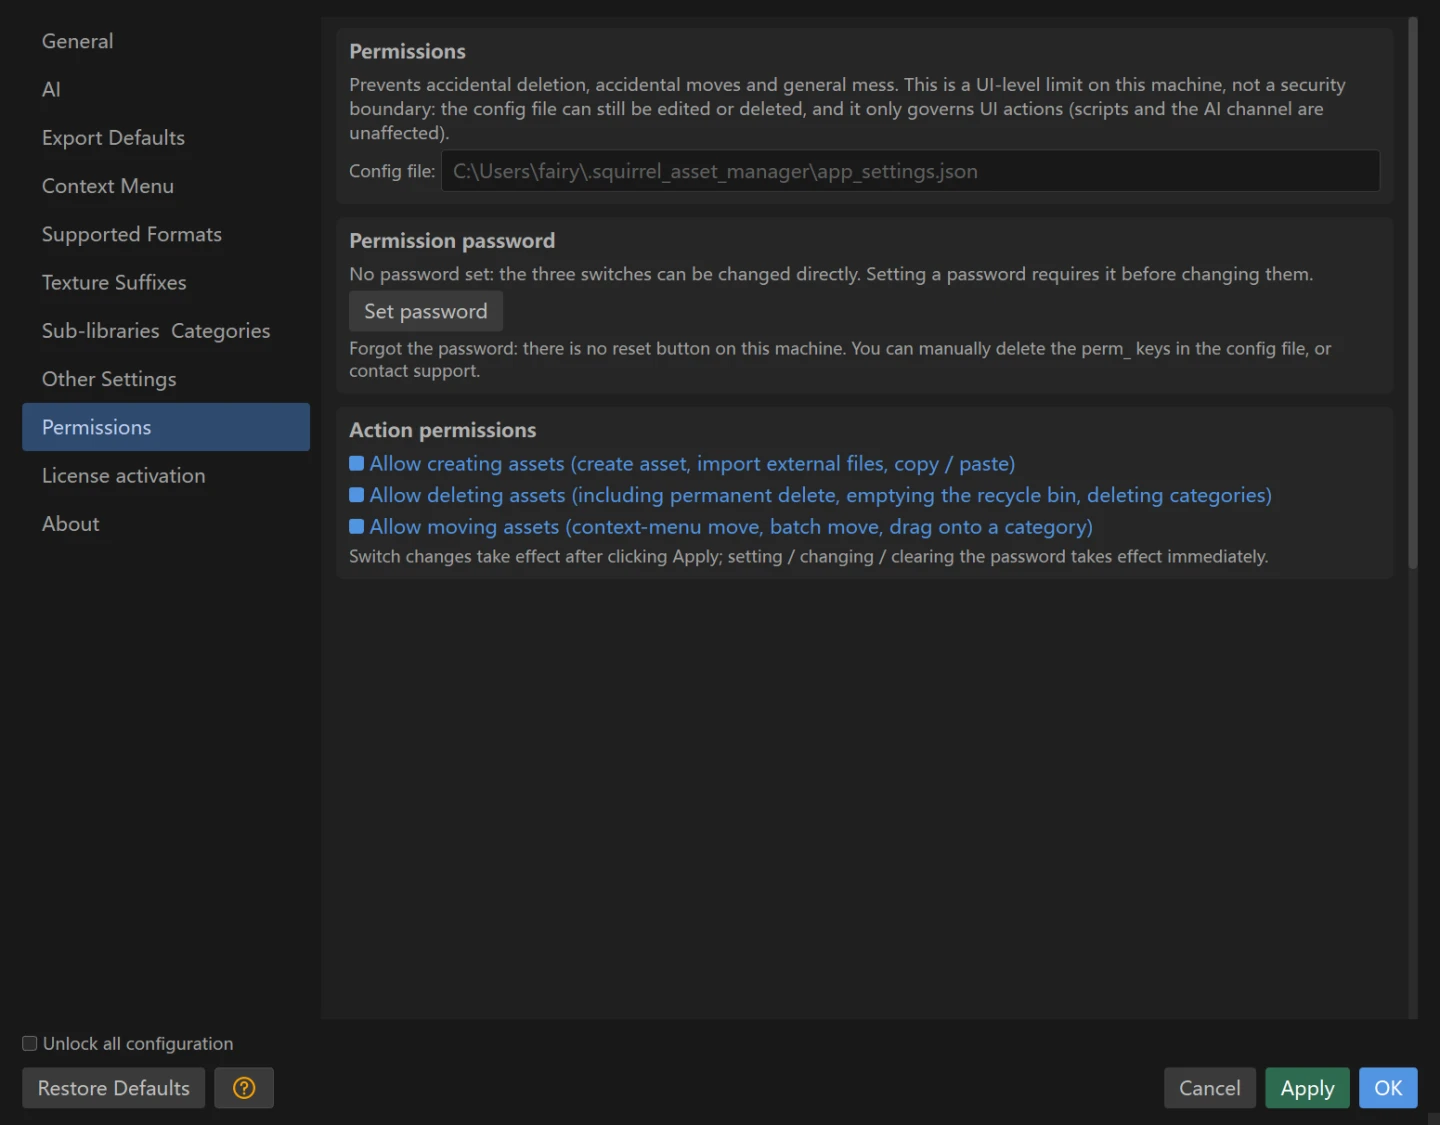 General
AI
Export Defaults
Context Menu
Supported Formats
Texture Suffixes
Sub-libraries  Categories
Other Settings
Permissions
License activation
About
Permissions
Prevents accidental deletion, accidental moves and general mess. This is a UI-level limit on this machine, not a security
boundary: the config file can still be edited or deleted, and it only governs UI actions (scripts and the AI channel are
unaffected).
Config file: C:\Users\fairy\.squirrel_asset_manager\app_settings.json
Permission password
No password set: the three switches can be changed directly. Setting a password requires it before changing them.
Set password
Forgot the password: there is no reset button on this machine. You can manually delete the perm_ keys in the config file, or
contact support.
Action permissions
Allow creating assets (create asset, import external files, copy / paste)
Allow deleting assets (including permanent delete, emptying the recycle bin, deleting categories)
Allow moving assets (context-menu move, batch move, drag onto a category)
Switch changes take effect after clicking Apply; setting / changing / clearing the password takes effect immediately.
Unlock all configuration
Restore Defaults
?
Cancel
Apply
OK